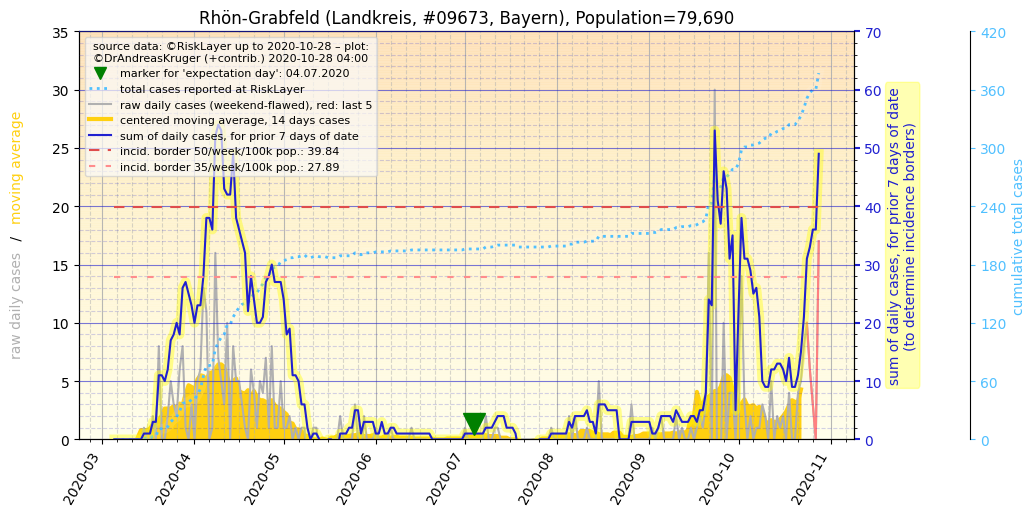 Rhön-Grabfeld (Landkreis, #09673, Bayern), Population=79,690
source data: ©RiskLayer up to 2020-10-28 – plot:
©DrAndreasKruger (+contrib.) 2020-10-28 04:00
marker for 'expectation day': 04.07.2020
total cases reported at RiskLayer
raw daily cases (weekend-flawed), red: last 5
centered moving average, 14 days cases
sum of daily cases, for prior 7 days of date
incid. border 50/week/100k pop.: 39.84
incid. border 35/week/100k pop.: 27.89
raw daily cases / moving average
35
30
25
20
15
10
5
0
70
60
50
40
30
20
10
0
sum of daily cases, for prior 7 days of date
(to determine incidence borders)
420
360
300
240
180
120
60
0
cumulative total cases
2020-03
2020-04
2020-05
2020-06
2020-07
2020-08
2020-09
2020-10
2020-11